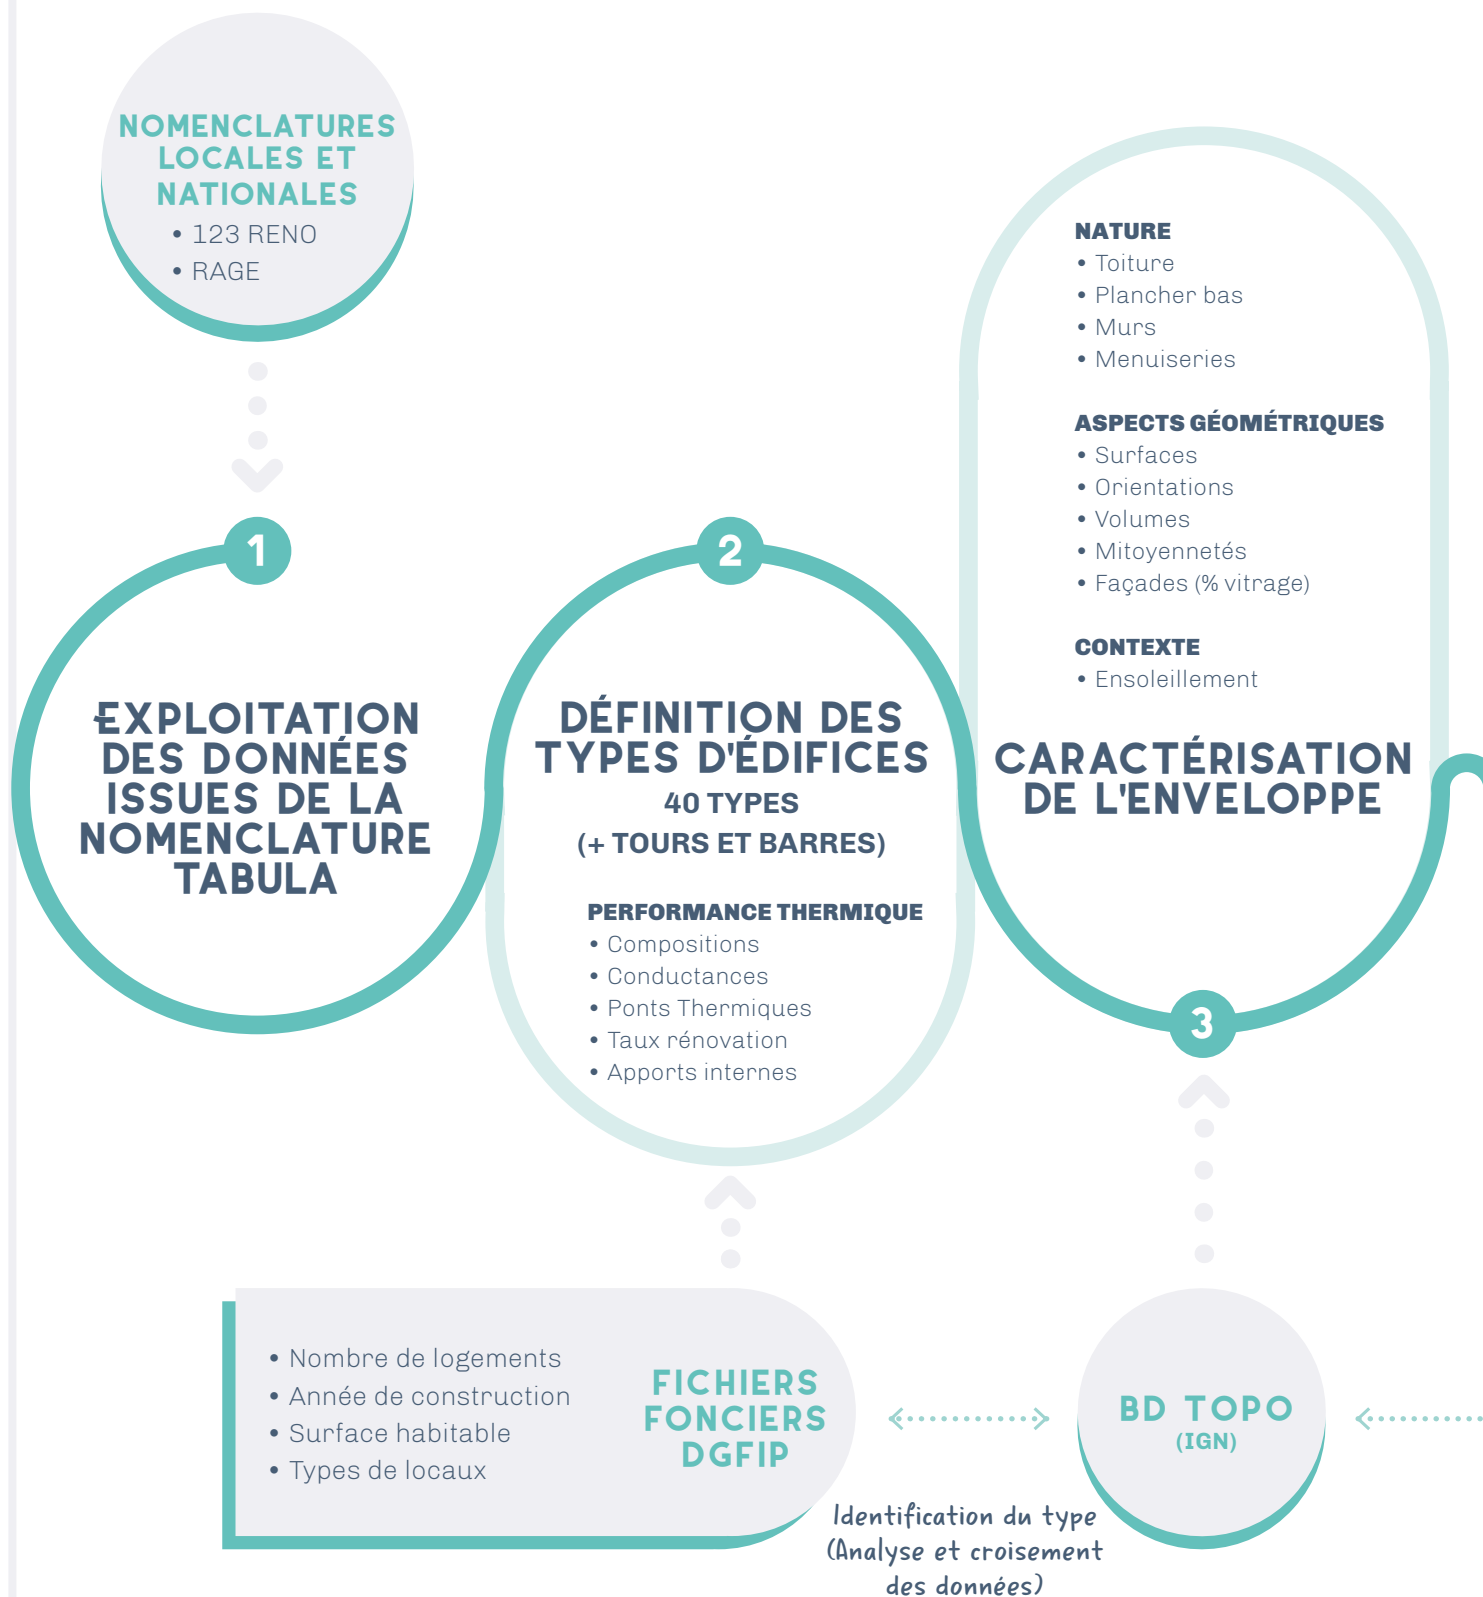 NOMENCLATURES
LOCALES ET
NATIONALES
• 123 RENO
• RAGE
1
EXPLOITATION
DES DONNÉES
ISSUES DE LA
NOMENCLATURE
TABULA
2
DÉFINITION DES
TYPES D'ÉDIFICES
40 TYPES
(+ TOURS ET BARRES)
PERFORMANCE THERMIQUE
• Compositions
• Conductances
• Ponts Thermiques
• Taux rénovation
• Apports internes
NATURE
• Toiture
• Plancher bas
• Murs
• Menuiseries
ASPECTS GÉOMÉTRIQUES
• Surfaces
• Orientations
• Volumes
• Mitoyennetés
• Façades (% vitrage)
CONTEXTE
• Ensoleillement
CARACTÉRISATION
DE L'ENVELOPPE
3
• Nombre de logements
• Année de construction
• Surface habitable
• Types de locaux
FICHIERS
FONCIERS
DGFIP
BD TOPO
(IGN)
Identification du type
(Analyse et croisement
des données)